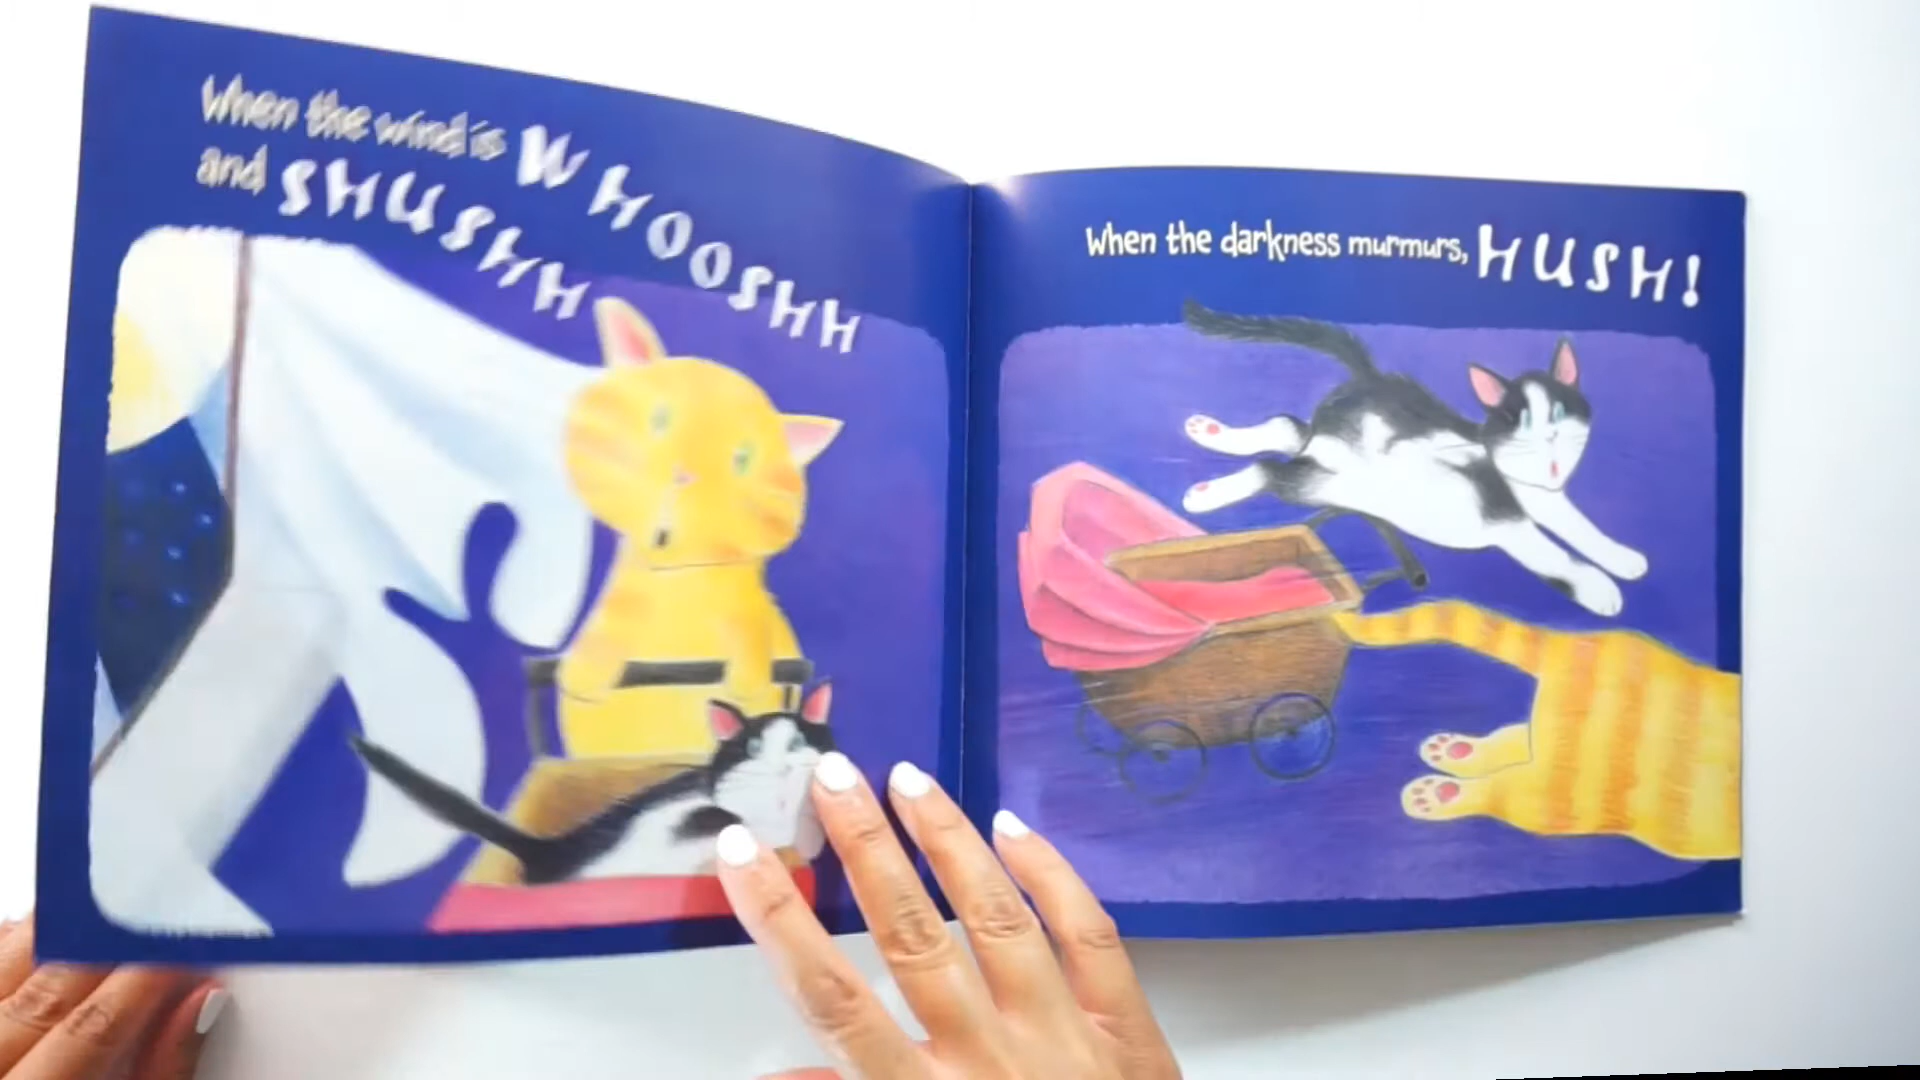 When the wind is WHOOSHH
and SHUSHH
When the darkness murmurs, HUSH!